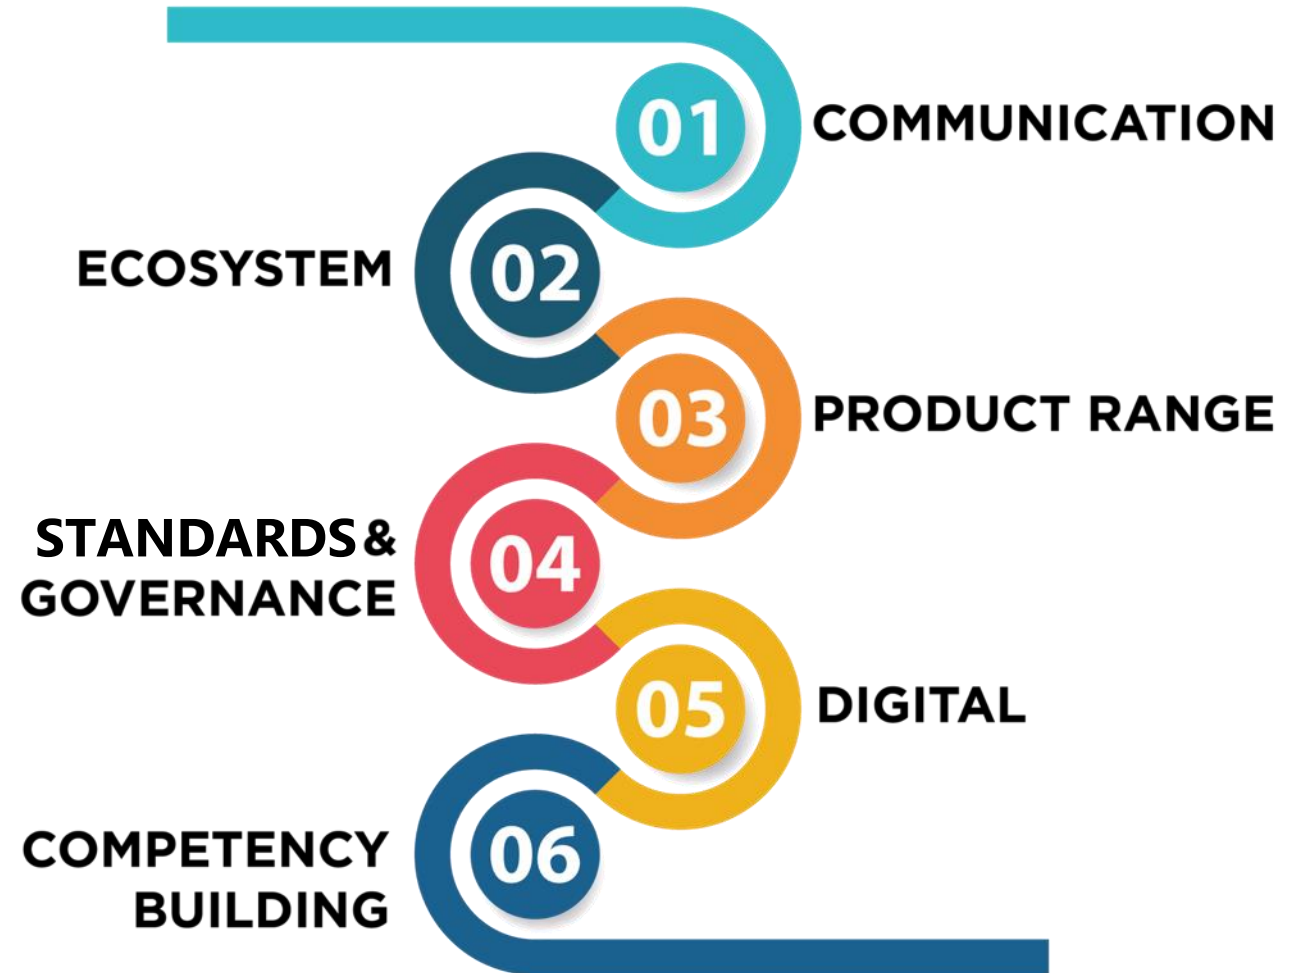 01
COMMUNICATION
02
ECOSYSTEM
03
PRODUCT RANGE
04
STANDARDS &
GOVERNANCE
05
DIGITAL
06
COMPETENCY
BUILDING